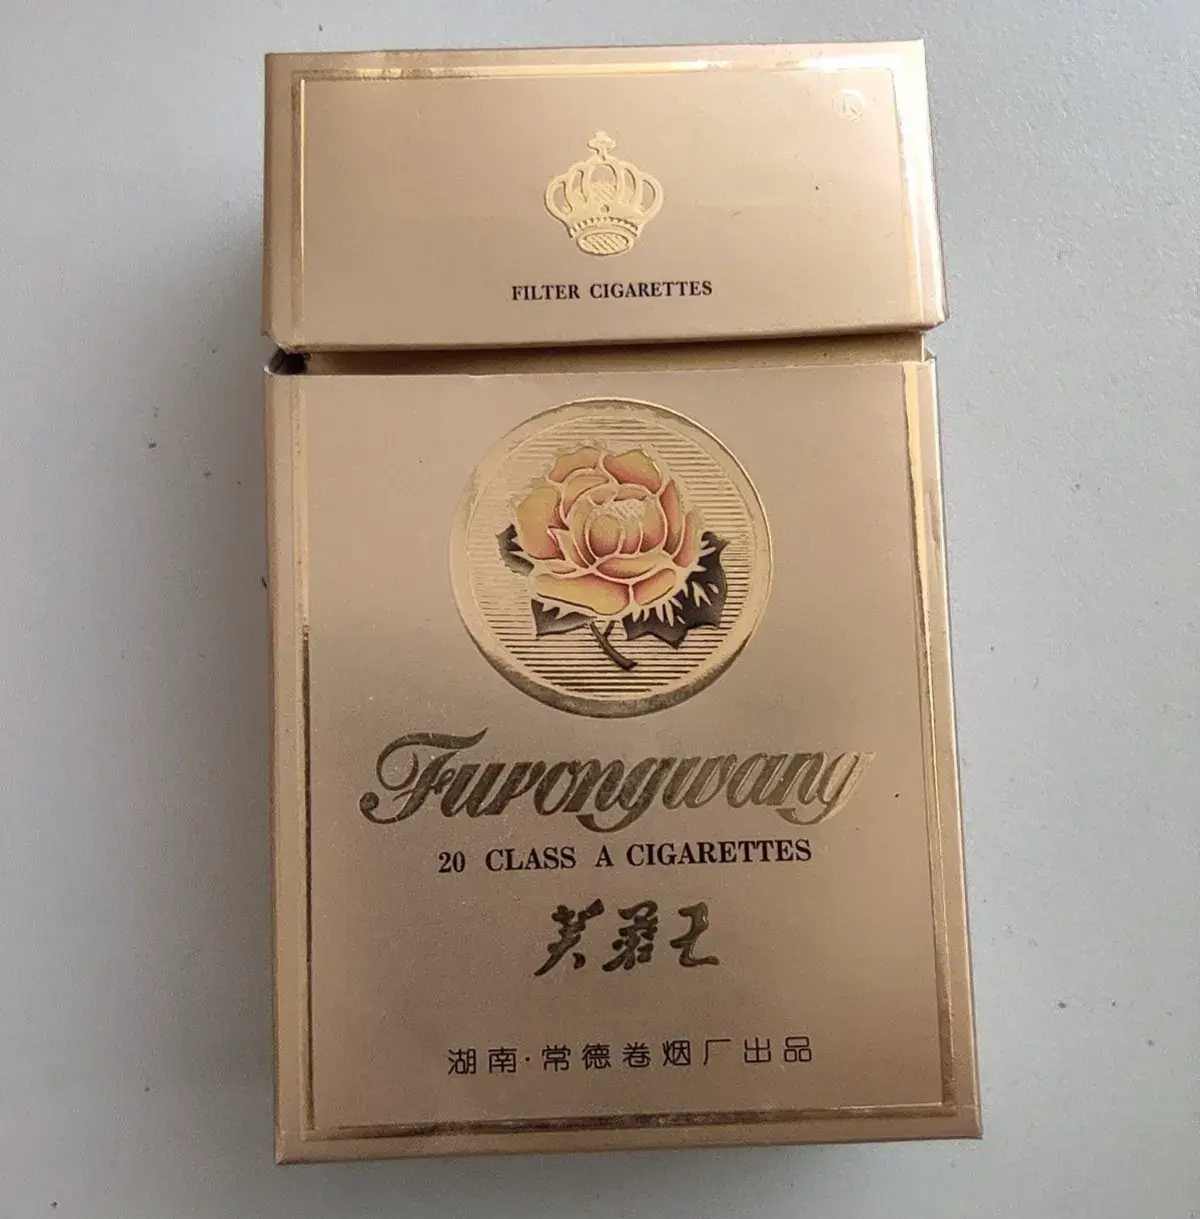 ®
FILTER CIGARETTES
Furongwang
20 CLASS A CIGARETTES
芙蓉王
湖南·常德卷烟厂出品